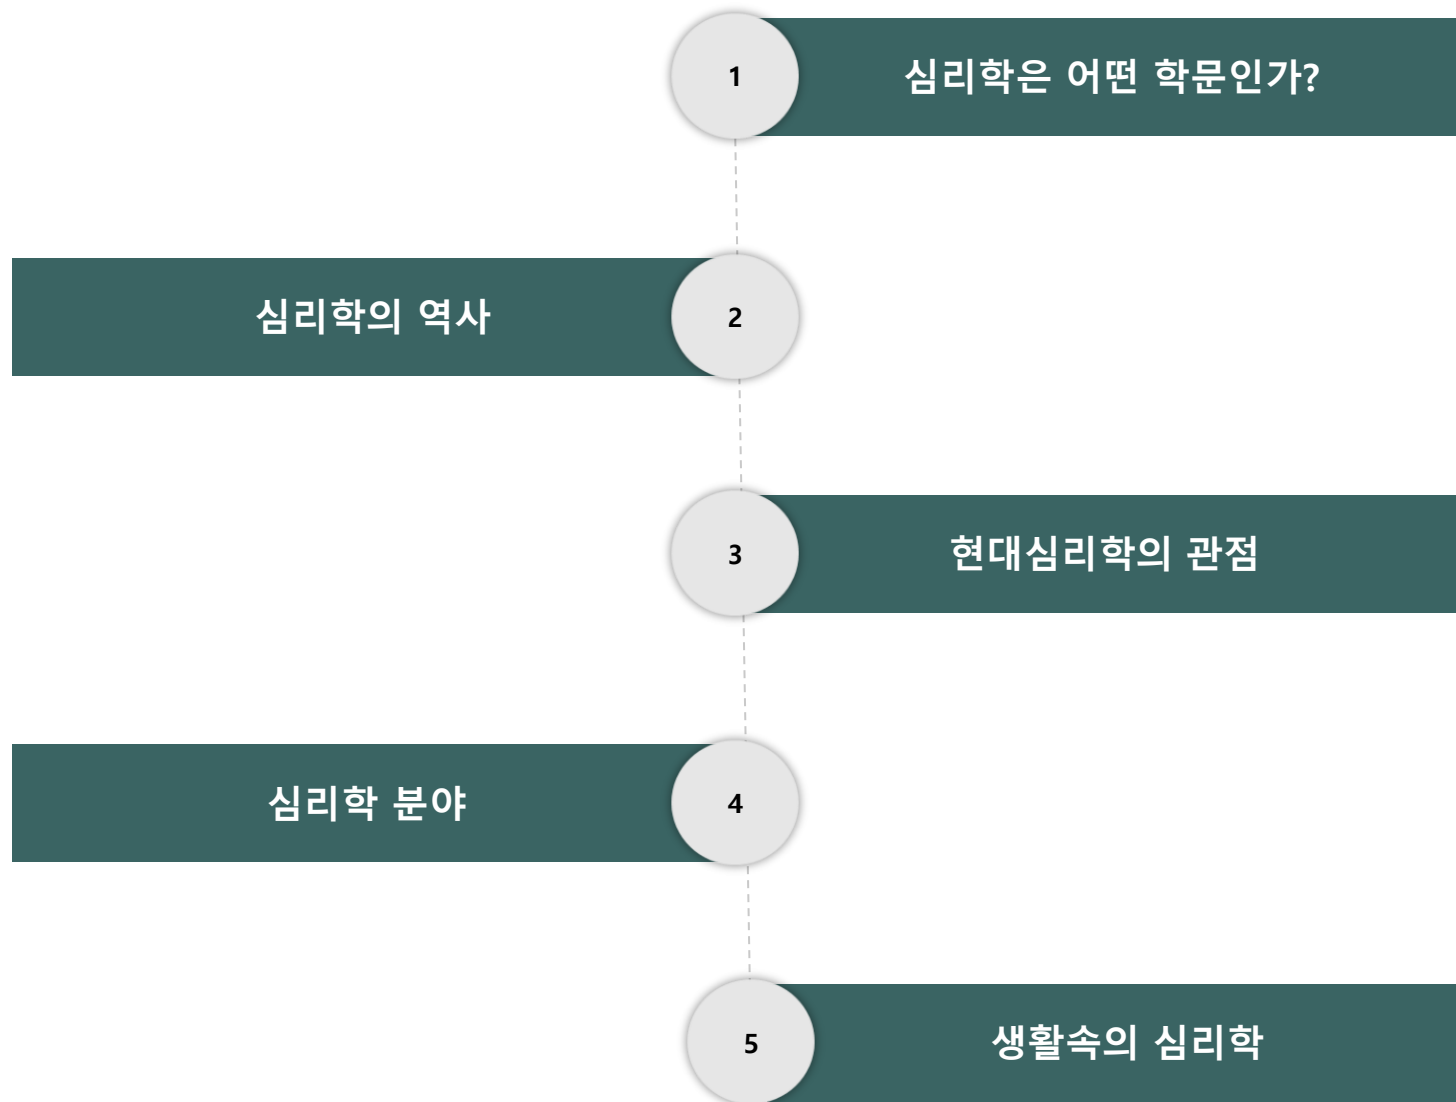 1
심리학은 어떤 학문인가?
심리학의 역사
2
3
현대심리학의 관점
심리학 분야
4
5
생활속의 심리학